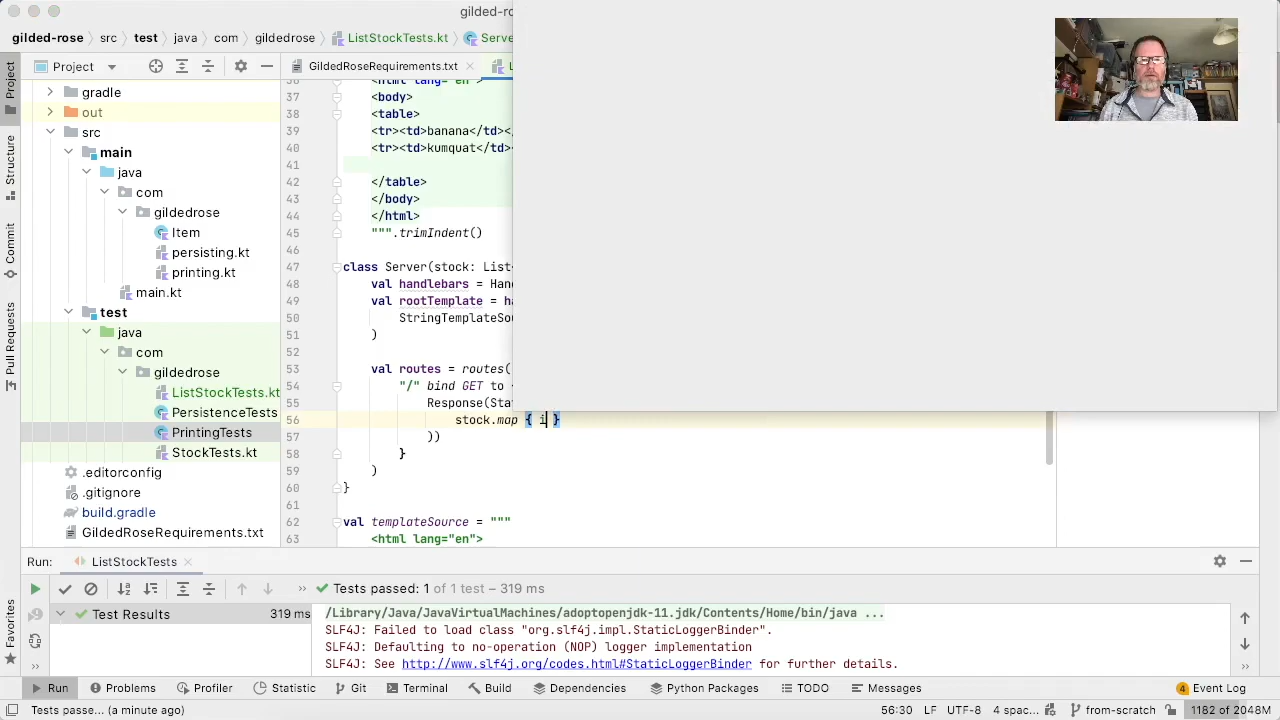 gilded-rose
gilded-rose src test java com gildedrose ListStockTests.kt Serve
Project
GildedRoseRequirements.txt
L
gradle
out
src
main
java
com
gildedrose
Item
persisting.kt
printing.kt
main.kt
test
java
com
gildedrose
ListStockTests.kt
PersistenceTests
PrintingTests
StockTests.kt
.editorconfig
.gitignore
build.gradle
GildedRoseRequirements.txt
Project
Structure
Commit
Pull Requests
Favorites
36 <html lang="en">
37 <body>
38 <table>
39 <tr><td>banana</td><
40 <tr><td>kumquat</td>
41
42 </table>
43 </body>
44 </html>
45 """.trimIndent()
46
47 class Server(stock: List
48 val handlebars = Han
49 val rootTemplate = ha
50 StringTemplateSou
51 )
52
53 val routes = routes(
54 "/" bind GET to
55 Response(Stat
56 stock.map { i }
57 ))
58 }
59 )
60 }
61
62 val templateSource = """
63 <html lang="en">
Run: ListStockTests
Tests passed: 1 of 1 test – 319 ms
Test Results 319 ms
/Library/Java/JavaVirtualMachines/adoptopenjdk-11.jdk/Contents/Home/bin/java ...
SLF4J: Failed to load class "org.slf4j.impl.StaticLoggerBinder".
SLF4J: Defaulting to no-operation (NOP) logger implementation
SLF4J: See http://www.slf4j.org/codes.html#StaticLoggerBinder for further details.
Run Problems Profiler Statistic Git Terminal Build Dependencies Python Packages TODO Messages 4 Event Log
Tests passe... (a minute ago) 56:30 LF UTF-8 4 spac... from-scratch 1182 of 2048M